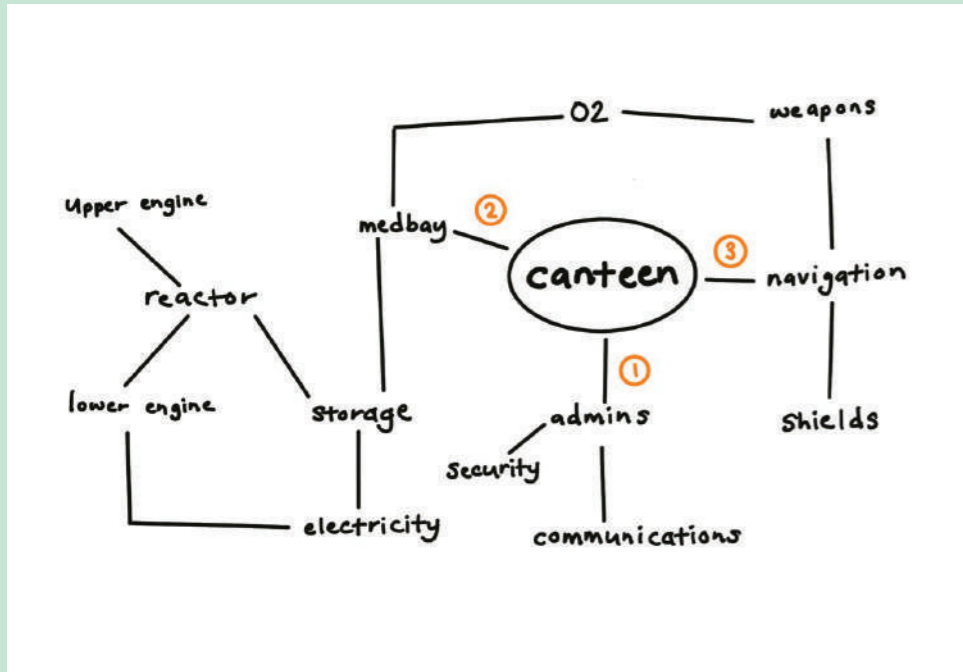 O2
weapons
upper engine
medbay
②
canteen
③
navigation
reactor
①
lower engine
storage
admins
shields
security
electricity
communications